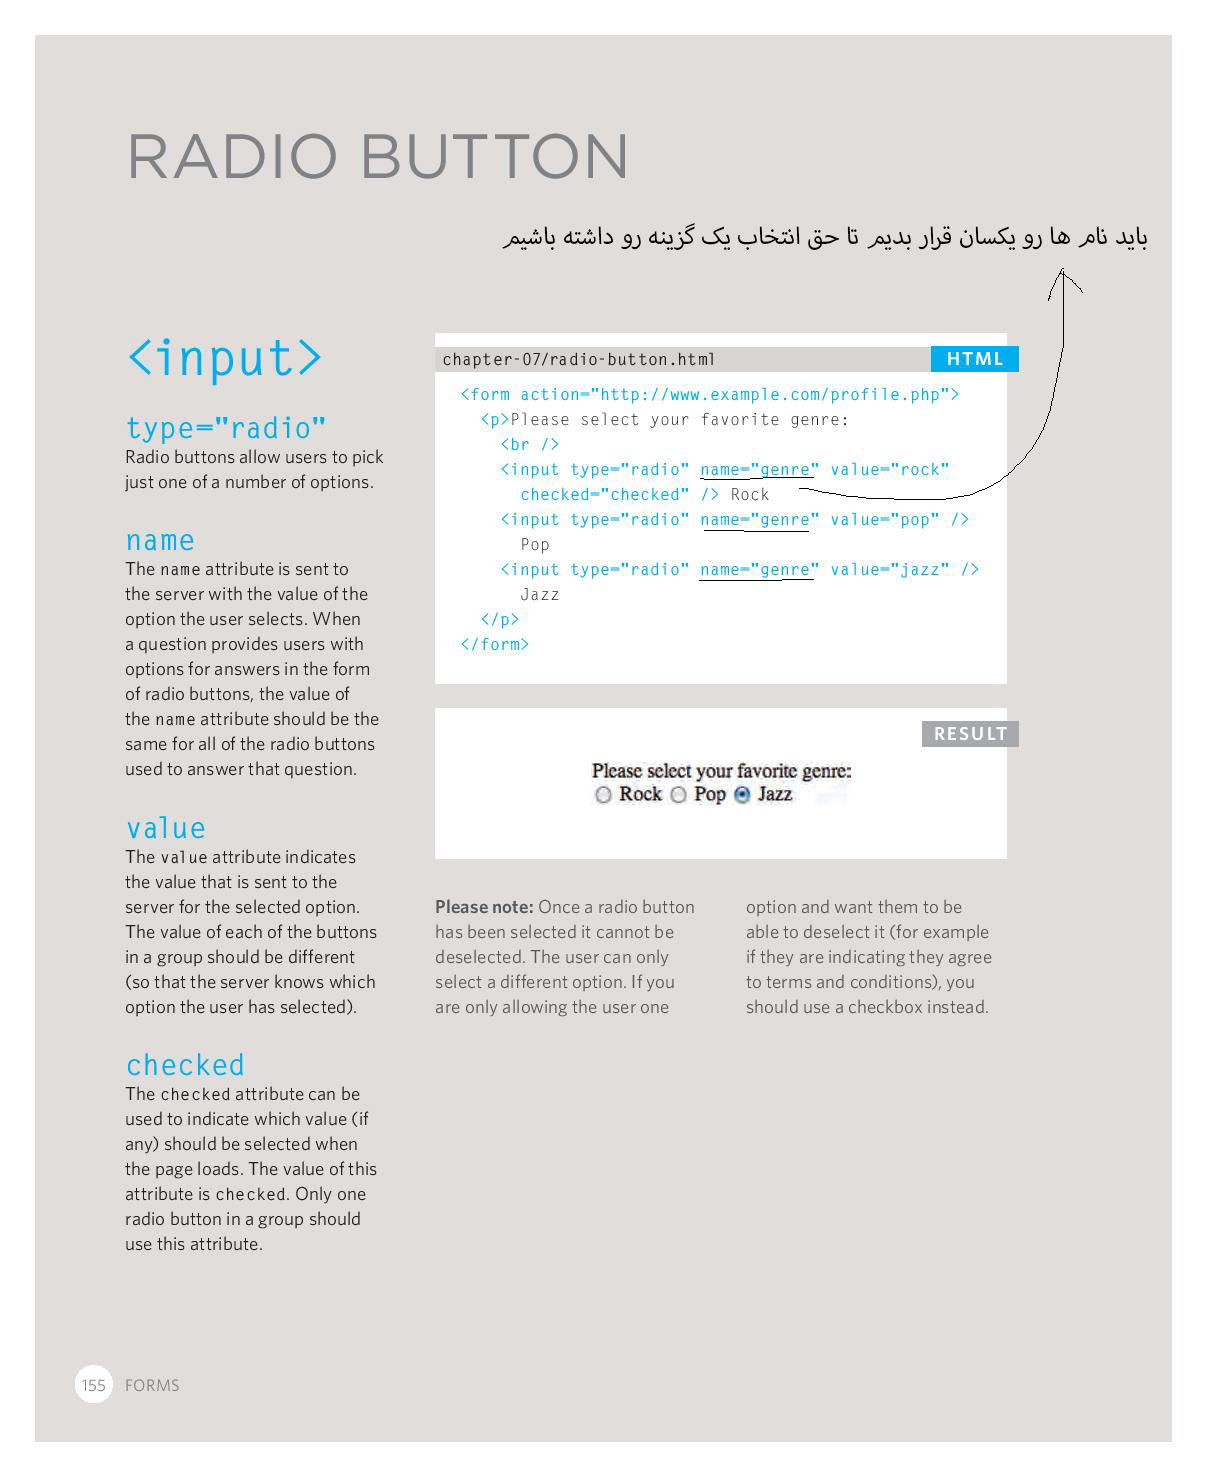 RADIO BUTTON
باید نام ها رو یکسان قرار بدیم تا حق انتخاب یک گزینه رو داشته باشیم
<input>
type="radio"
Radio buttons allow users to pick
just one of a number of options.
name
The name attribute is sent to
the server with the value of the
option the user selects. When
a question provides users with
options for answers in the form
of radio buttons, the value of
the name attribute should be the
same for all of the radio buttons
used to answer that question.
value
The value attribute indicates
the value that is sent to the
server for the selected option.
The value of each of the buttons
in a group should be different
(so that the server knows which
option the user has selected).
checked
The checked attribute can be
used to indicate which value (if
any) should be selected when
the page loads. The value of this
attribute is checked. Only one
radio button in a group should
use this attribute.
chapter-07/radio-button.html HTML
<form action="http://www.example.com/profile.php">
<p>Please select your favorite genre:
<br />
<input type="radio" name="genre" value="rock"
checked="checked" /> Rock
<input type="radio" name="genre" value="pop" />
Pop
<input type="radio" name="genre" value="jazz" />
Jazz
</p>
</form>
RESULT
Please select your favorite genre:
Rock Pop Jazz
Please note: Once a radio button
has been selected it cannot be
deselected. The user can only
select a different option. If you
are only allowing the user one
option and want them to be
able to deselect it (for example
if they are indicating they agree
to terms and conditions), you
should use a checkbox instead.
155 FORMS